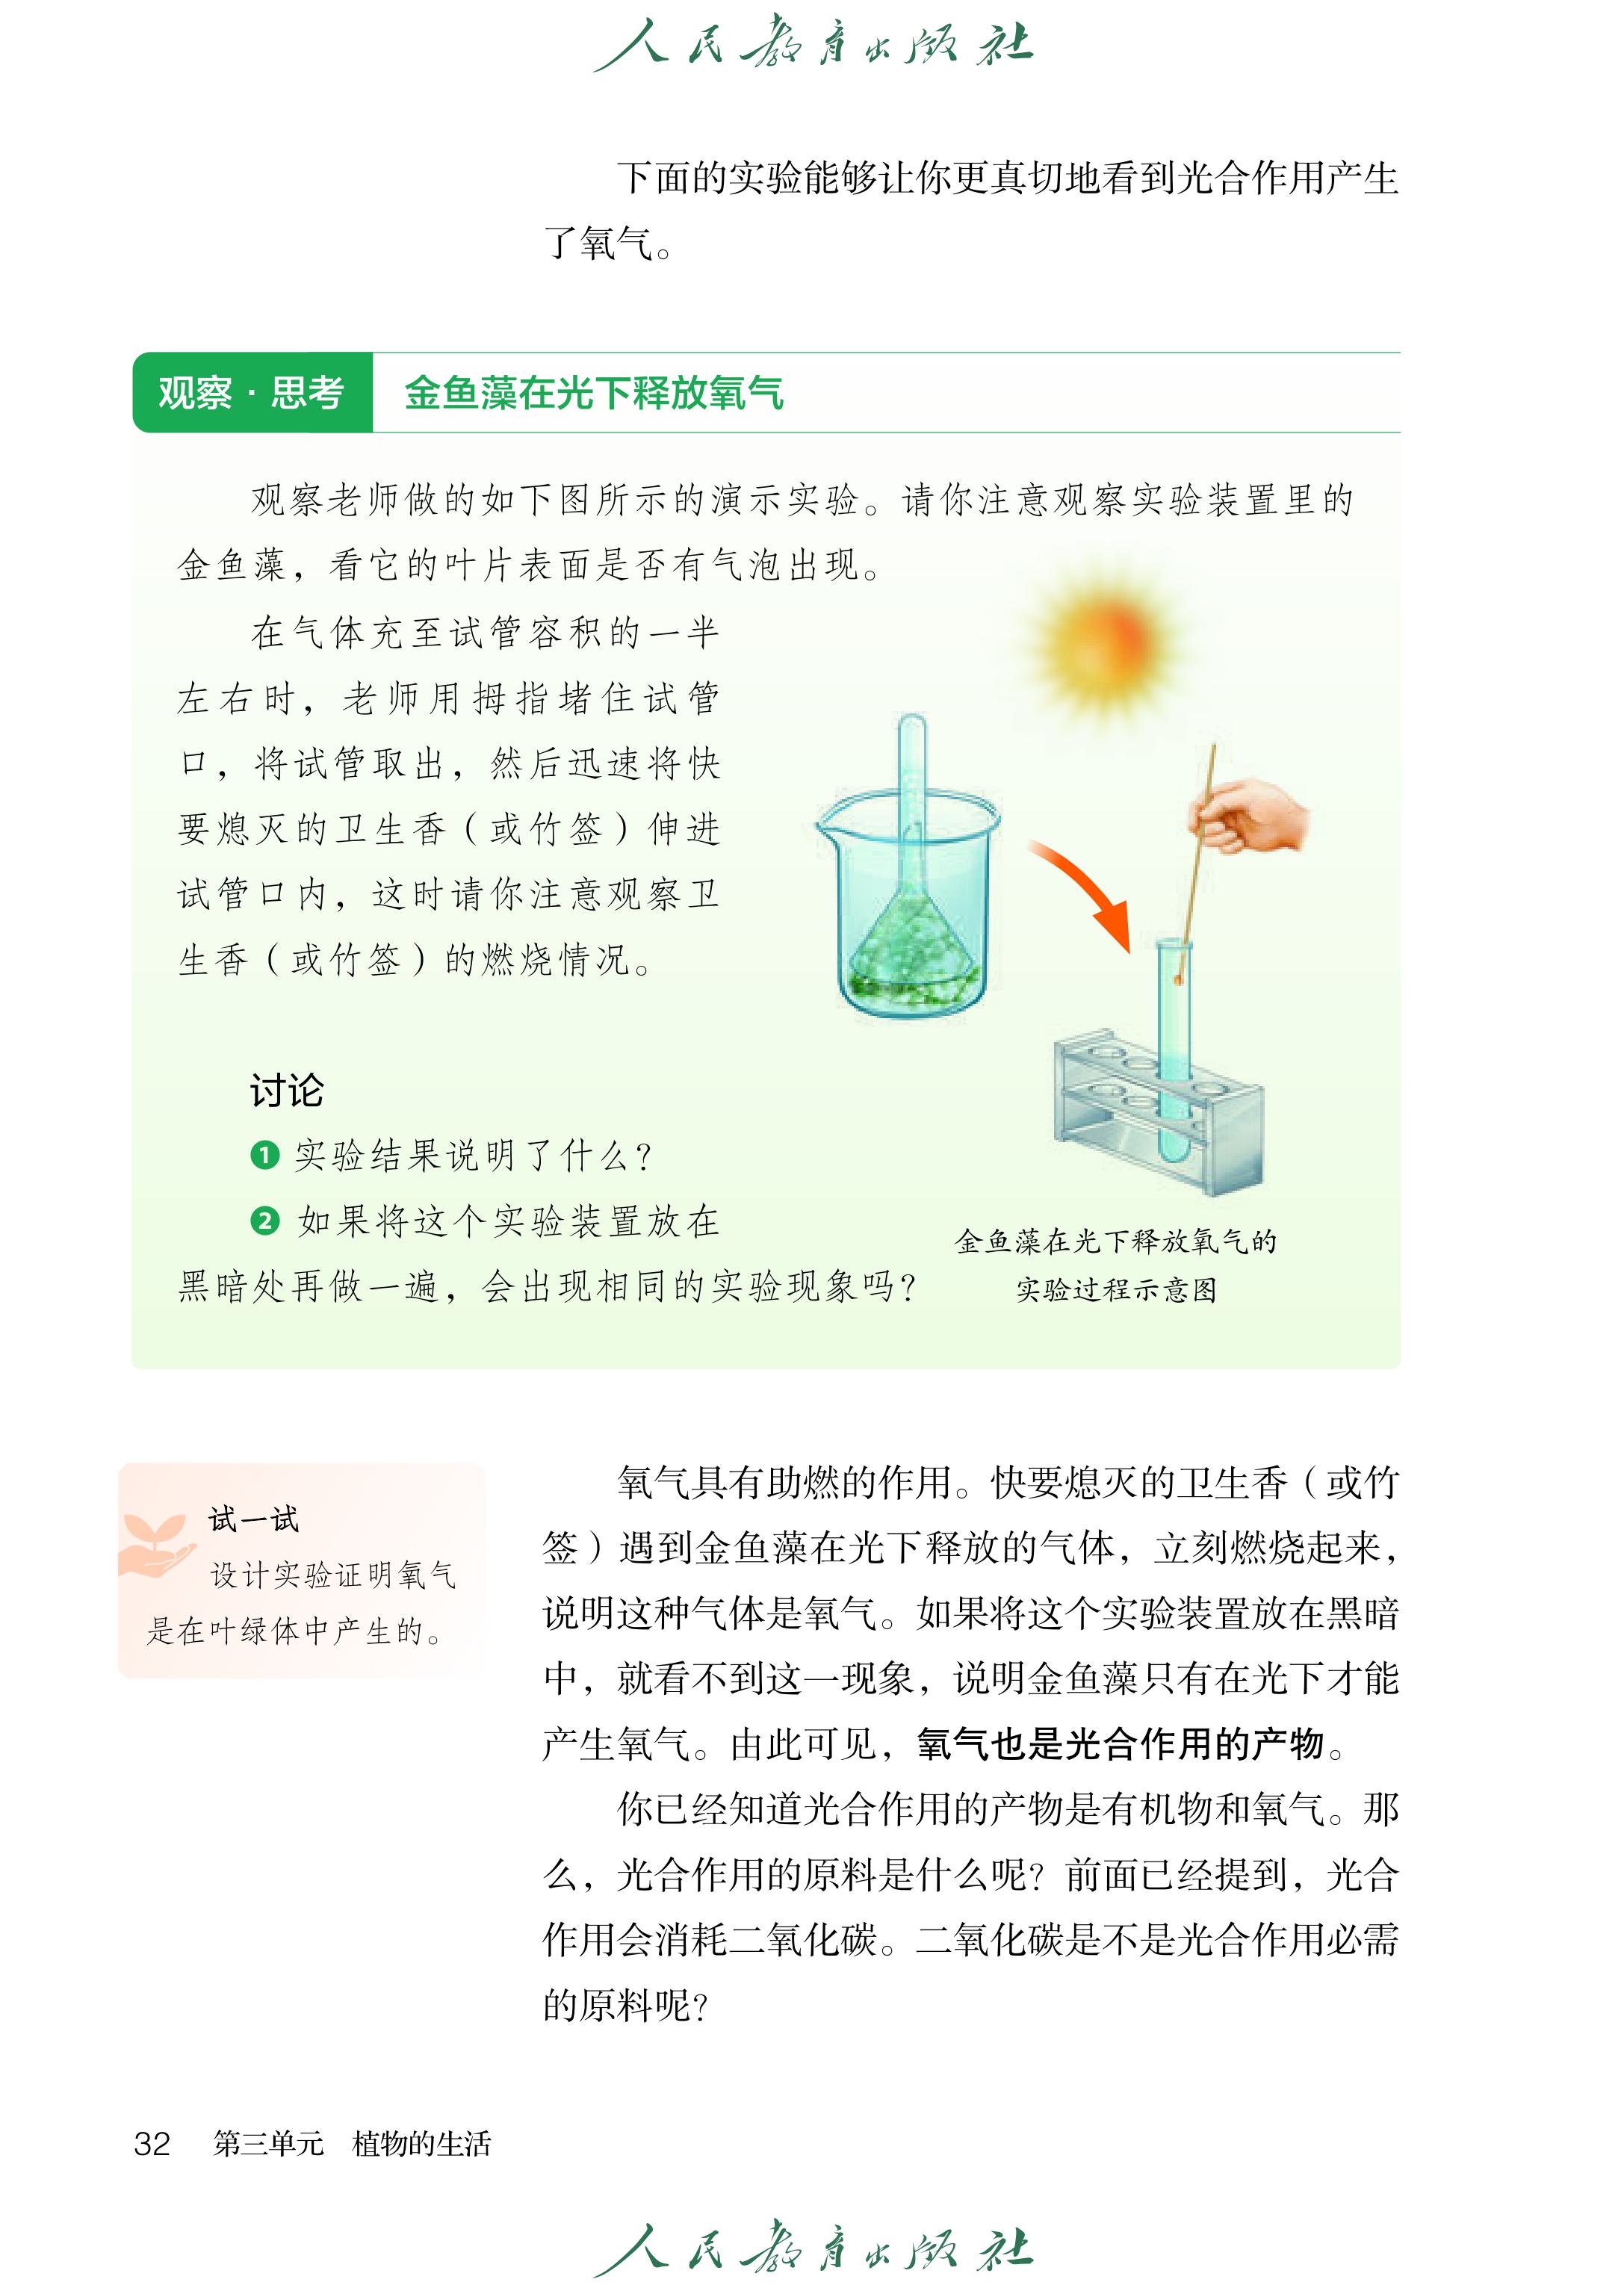 人民教育出版社
下面的实验能够让你更真切地看到光合作用产生
了氧气。
观察·思考 金鱼藻在光下释放氧气
观察老师做的如下图所示的演示实验。请你注意观察实验装置里的
金鱼藻，看它的叶片表面是否有气泡出现。
在气体充至试管容积的一半
左右时，老师用拇指堵住试管
口，将试管取出，然后迅速将快
要熄灭的卫生香（或竹签）伸进
试管口内，这时请你注意观察卫
生香（或竹签）的燃烧情况。
讨论
❶ 实验结果说明了什么？
❷ 如果将这个实验装置放在
黑暗处再做一遍，会出现相同的实验现象吗？
金鱼藻在光下释放氧气的
实验过程示意图
试一试
设计实验证明氧气
是在叶绿体中产生的。
氧气具有助燃的作用。快要熄灭的卫生香（或竹
签）遇到金鱼藻在光下释放的气体，立刻燃烧起来，
说明这种气体是氧气。如果将这个实验装置放在黑暗
中，就看不到这一现象，说明金鱼藻只有在光下才能
产生氧气。由此可见，氧气也是光合作用的产物。
你已经知道光合作用的产物是有机物和氧气。那
么，光合作用的原料是什么呢？前面已经提到，光合
作用会消耗二氧化碳。二氧化碳是不是光合作用必需
的原料呢？
32 第三单元 植物的生活
人民教育出版社